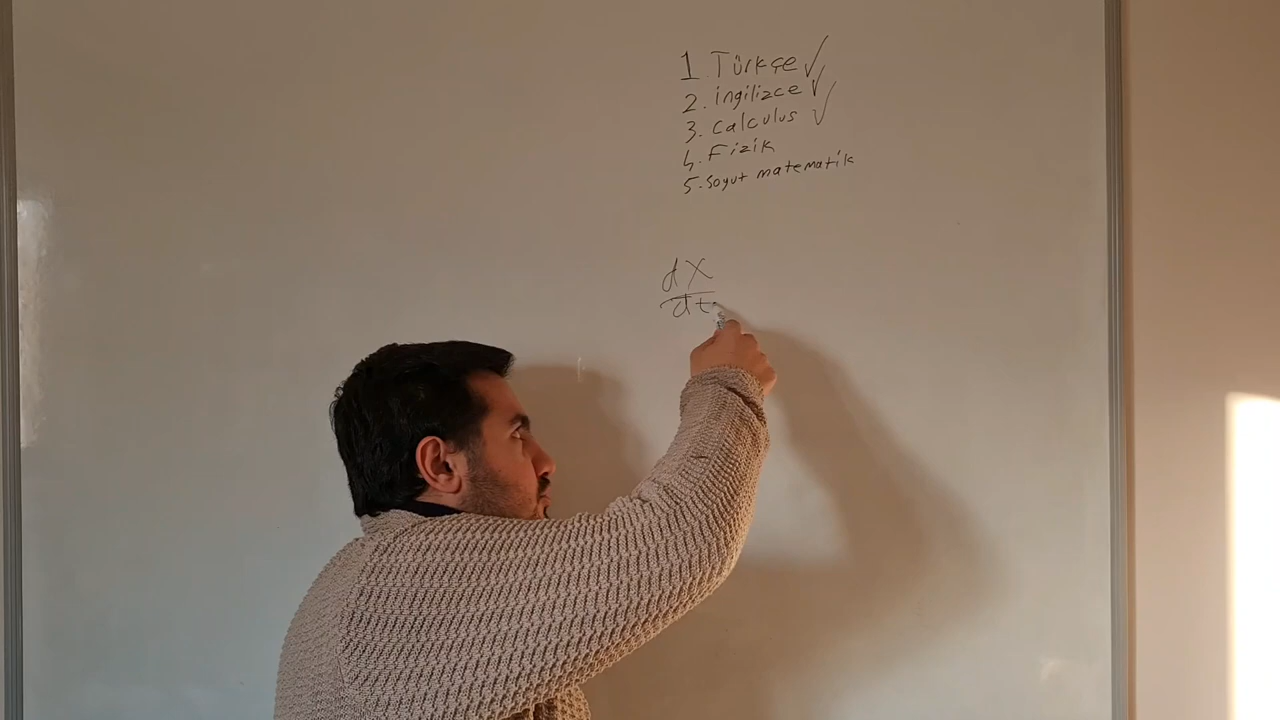 1. Türkçe ✓
2. ingilizce ✓
3. calculus ✓
4. Fizik
5. Soyut matematik
dX
dt